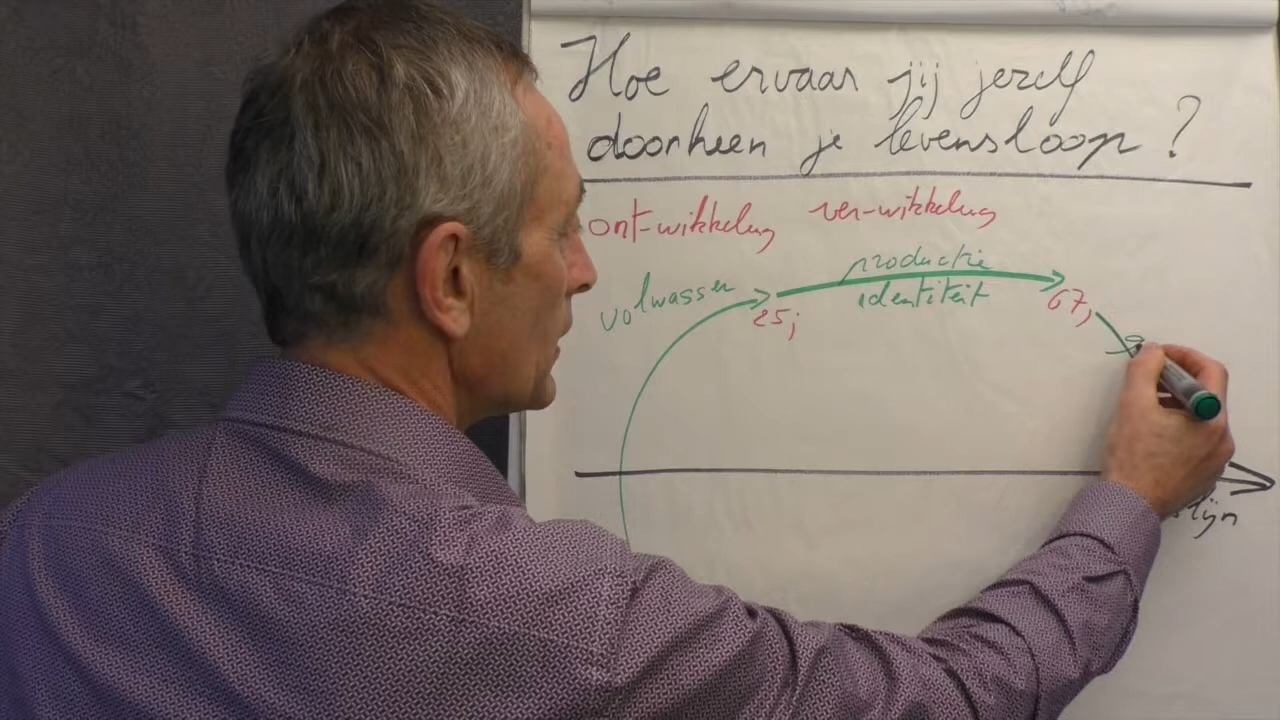 Hoe ervaar jij jezelf
doorheen je levensloop?
ont-wikkeling ver-wikkeling
volwassen
productie
identiteit
25j
67j
lijn